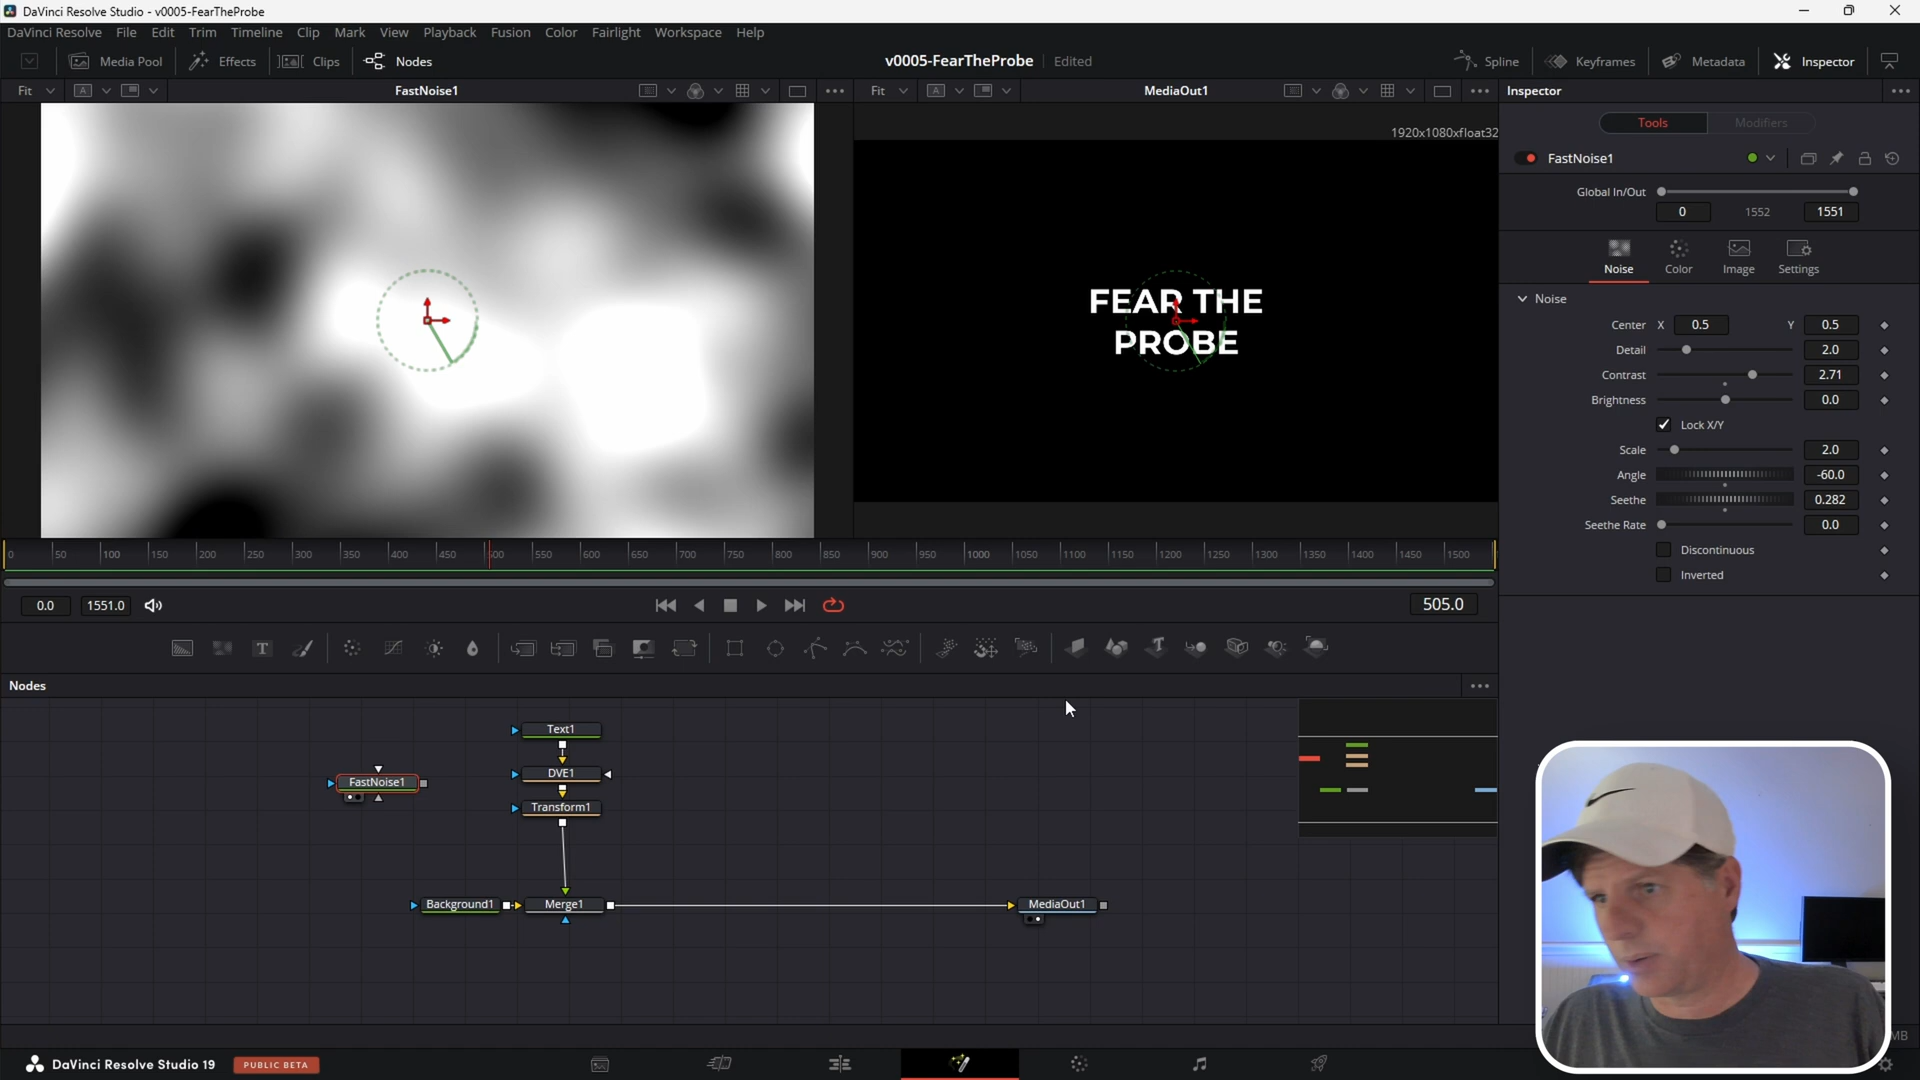 DaVinci Resolve Studio - v0005-FearTheProbe
DaVinci Resolve File Edit Trim Timeline Clip Mark View Playback Fusion Color Fairlight Workspace Help
Media Pool Effects Clips Nodes v0005-FearTheProbe Edited Spline Keyframes Metadata Inspector
Fit A FastNoise1 Fit A MediaOut1 Inspector
1920x1080xfloat32
Tools Modifiers
FastNoise1
Global In/Out
0 1552 1551
Noise Color Image Settings
Noise
Center X 0.5 Y 0.5
Detail 2.0
Contrast 2.71
Brightness 0.0
Lock X/Y
Scale 2.0
Angle -60.0
Seethe 0.282
Seethe Rate 0.0
Discontinuous
Inverted
FEAR THE
PROBE
0 50 100 150 200 250 300 350 400 450 500 550 600 650 700 750 800 850 900 950 1000 1050 1100 1150 1200 1250 1300 1350 1400 1450 1500
0.0 1551.0 505.0
Nodes
Text1
FastNoise1 DVE1
Transform1
Background1 Merge1 MediaOut1
MB
DaVinci Resolve Studio 19 PUBLIC BETA